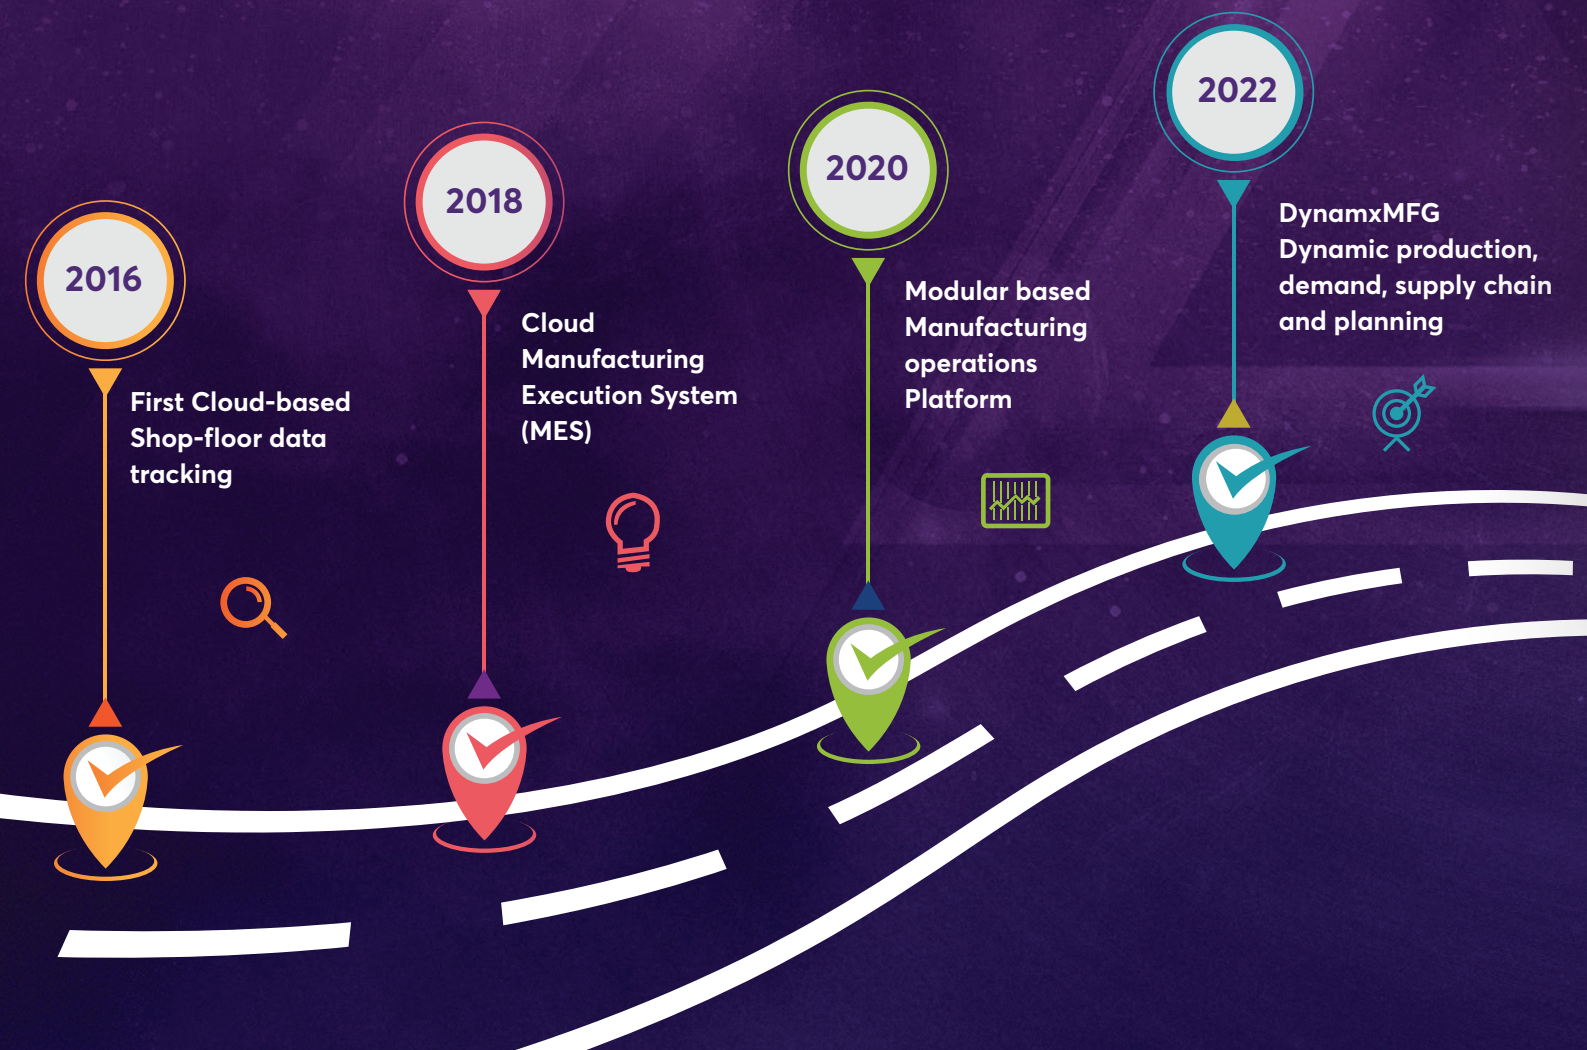 2016
First Cloud-based
Shop-floor data
tracking
2018
Cloud
Manufacturing
Execution System
(MES)
2020
Modular based
Manufacturing
operations
Platform
2022
DynamxMFG
Dynamic production,
demand, supply chain
and planning